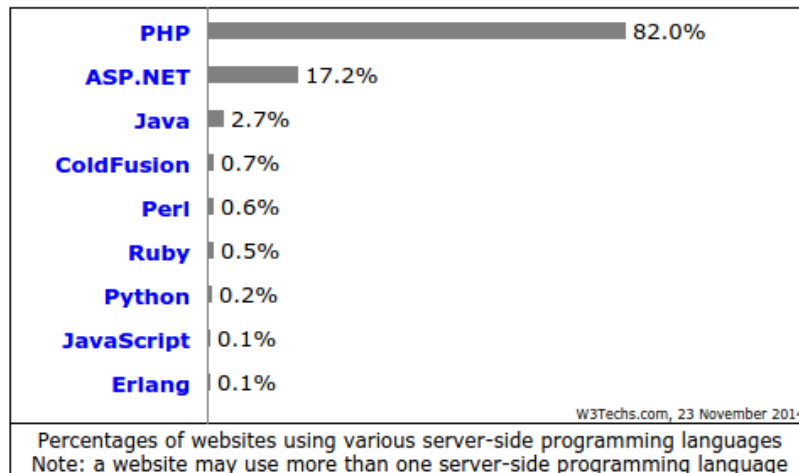 PHP 82.0%
ASP.NET 17.2%
Java 2.7%
ColdFusion 0.7%
Perl 0.6%
Ruby 0.5%
Python 0.2%
JavaScript 0.1%
Erlang 0.1%
W3Techs.com, 23 November 2014
Percentages of websites using various server-side programming languages
Note: a website may use more than one server-side programming language